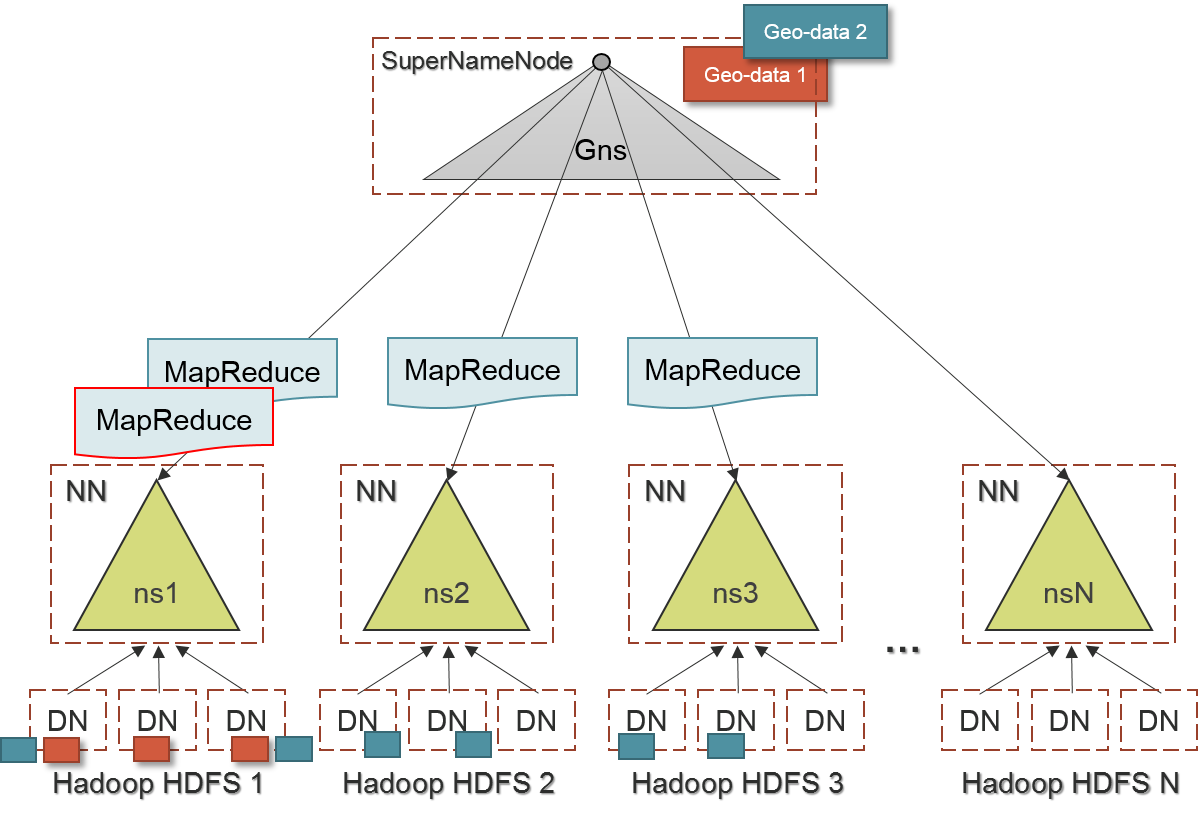 Geo-data 2
SuperNameNode
Geo-data 1
Gns
MapReduce
MapReduce
MapReduce
MapReduce
NN
NN
NN
NN
ns1
ns2
ns3
nsN
...
DN
DN
DN
DN
DN
DN
DN
DN
DN
DN
DN
DN
Hadoop HDFS 1
Hadoop HDFS 2
Hadoop HDFS 3
Hadoop HDFS N